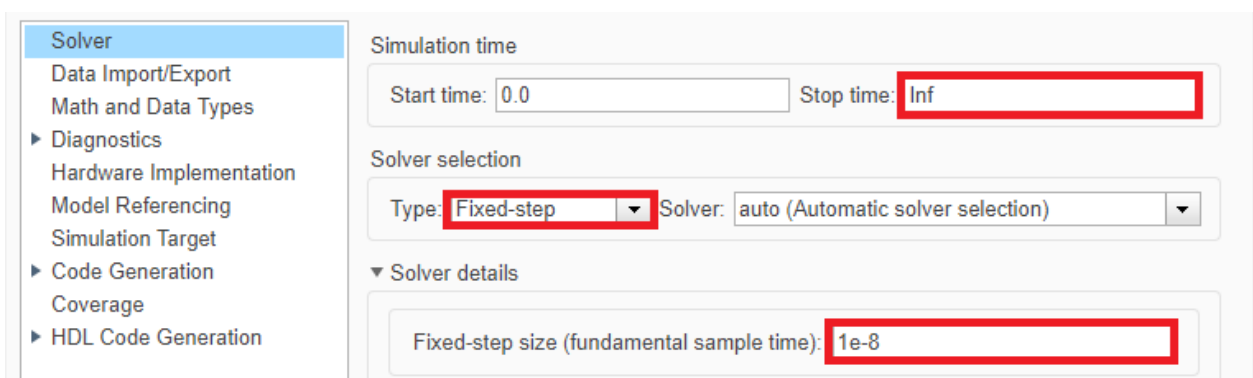 Solver
Data Import/Export
Math and Data Types
Diagnostics
Hardware Implementation
Model Referencing
Simulation Target
Code Generation
Coverage
HDL Code Generation
Simulation time
Start time: 0.0 Stop time: Inf
Solver selection
Type: Fixed-step Solver: auto (Automatic solver selection)
Solver details
Fixed-step size (fundamental sample time): 1e-8